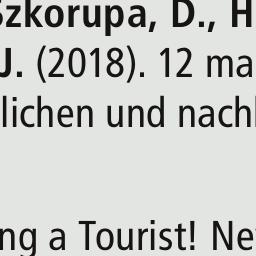 Szkorupa, D., H
J. (2018). 12 ma
lichen und nach
ng a Tourist! Ne